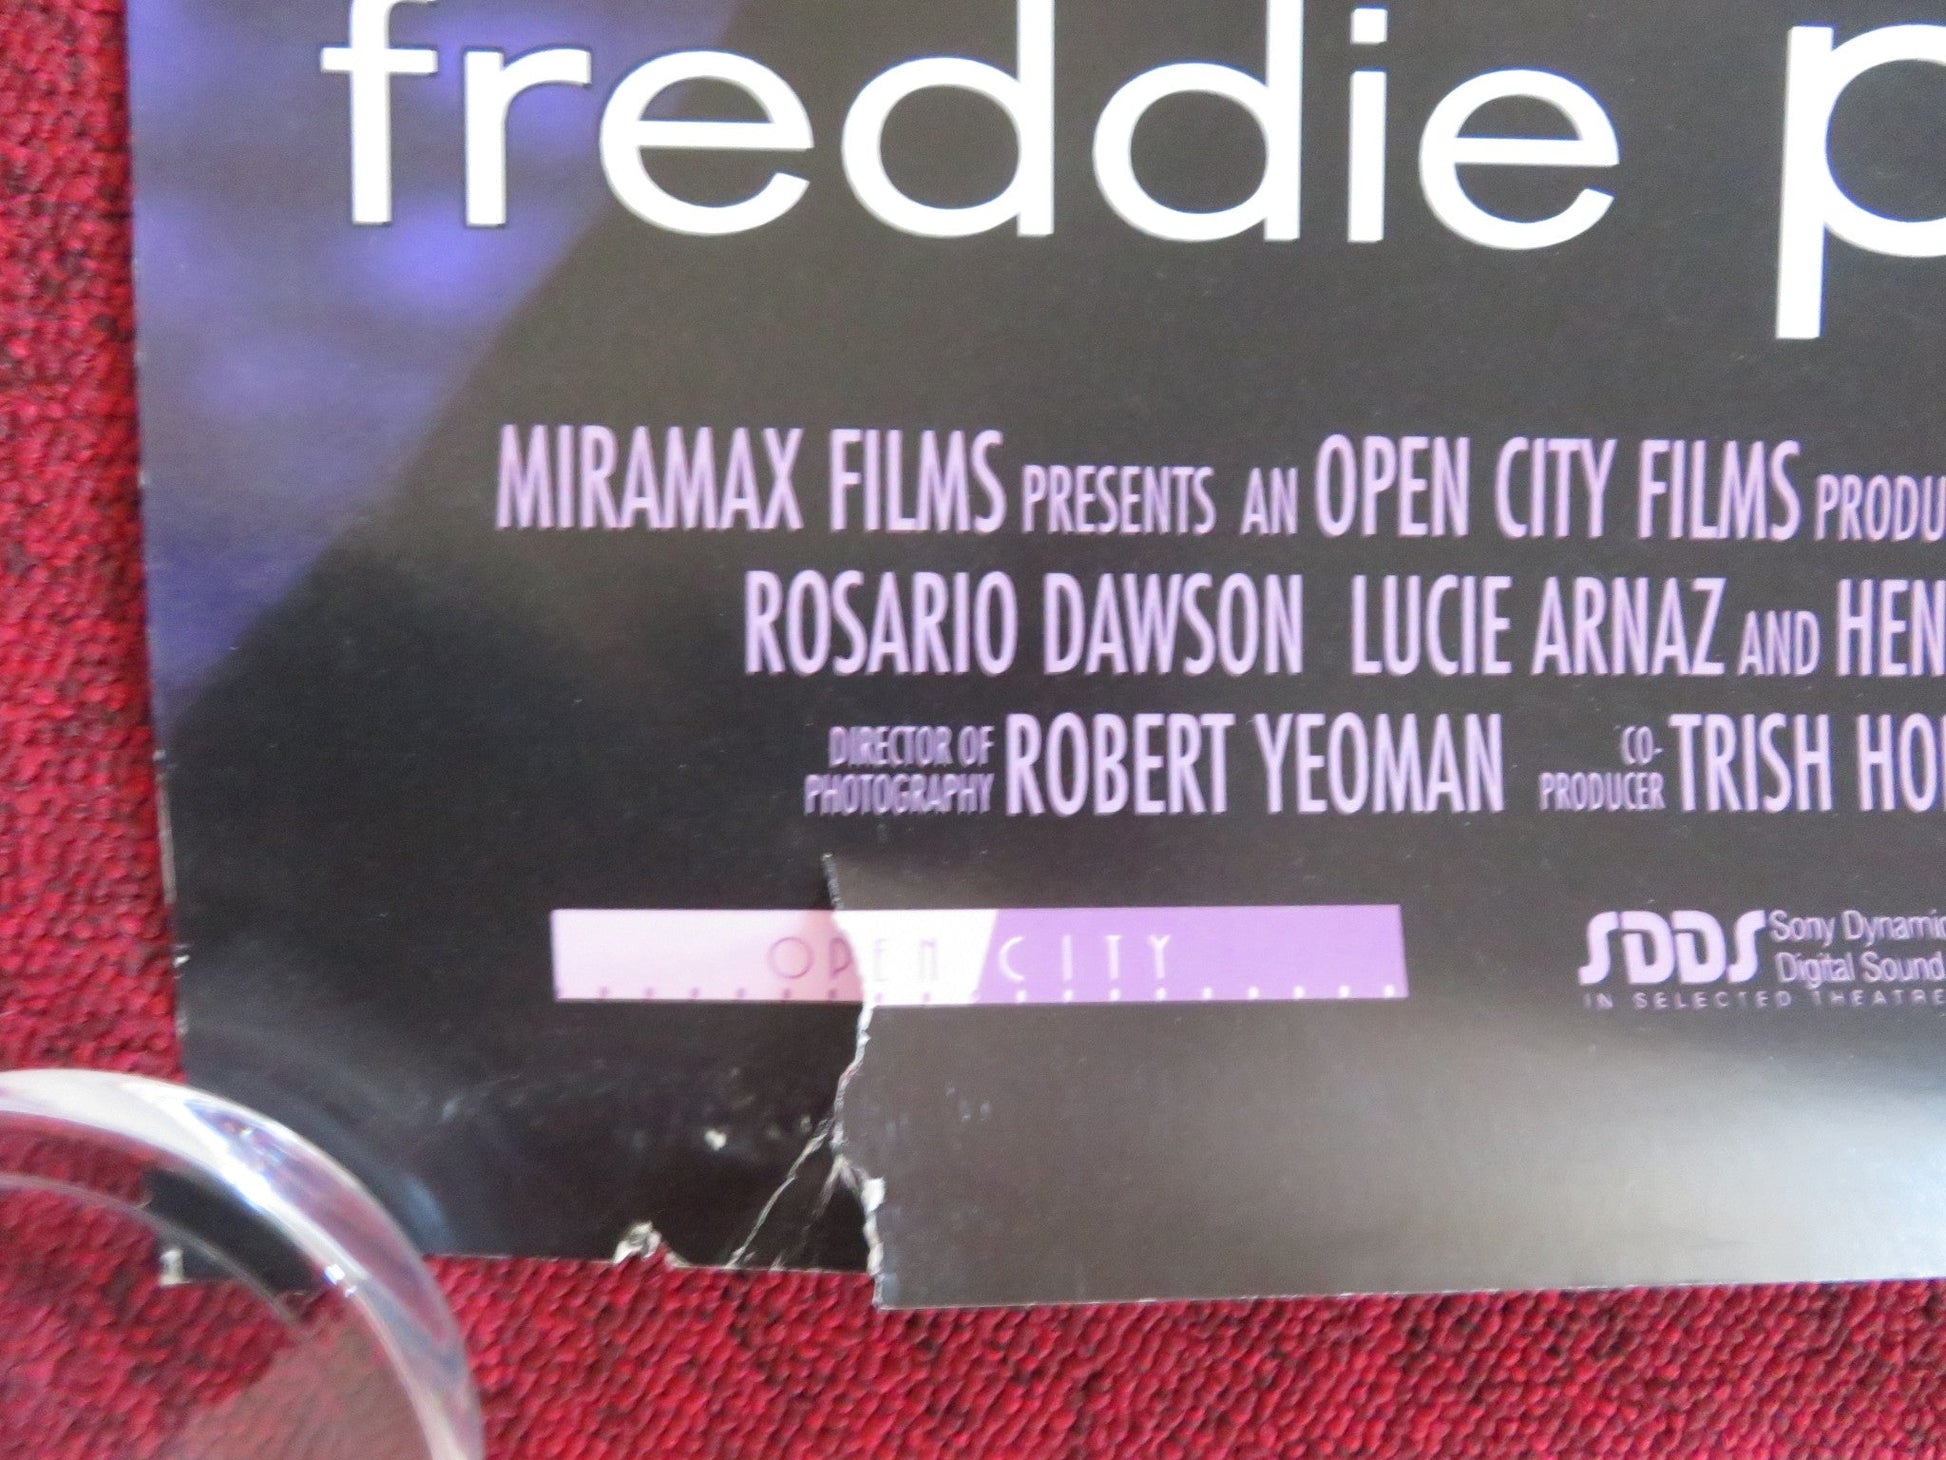 freddie p
MIRAMAX FILMS PRESENTS AN OPEN CITY FILMS PRODU
ROSARIO DAWSON LUCIE ARNAZ AND HEN
DIRECTOR OF PHOTOGRAPHY ROBERT YEOMAN CO-PRODUCER TRISH HO
OPEN CITY
SDDS Sony Dynamic
Digital Sound
IN SELECTED THEATRE